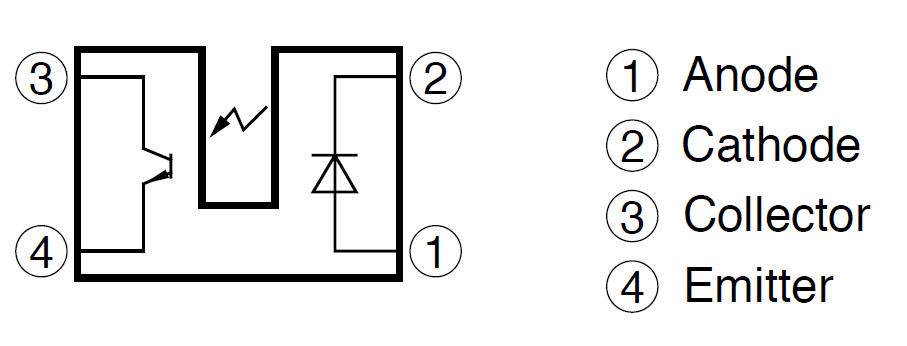 ③ ② 
④ ①
① Anode
② Cathode
③ Collector
④ Emitter